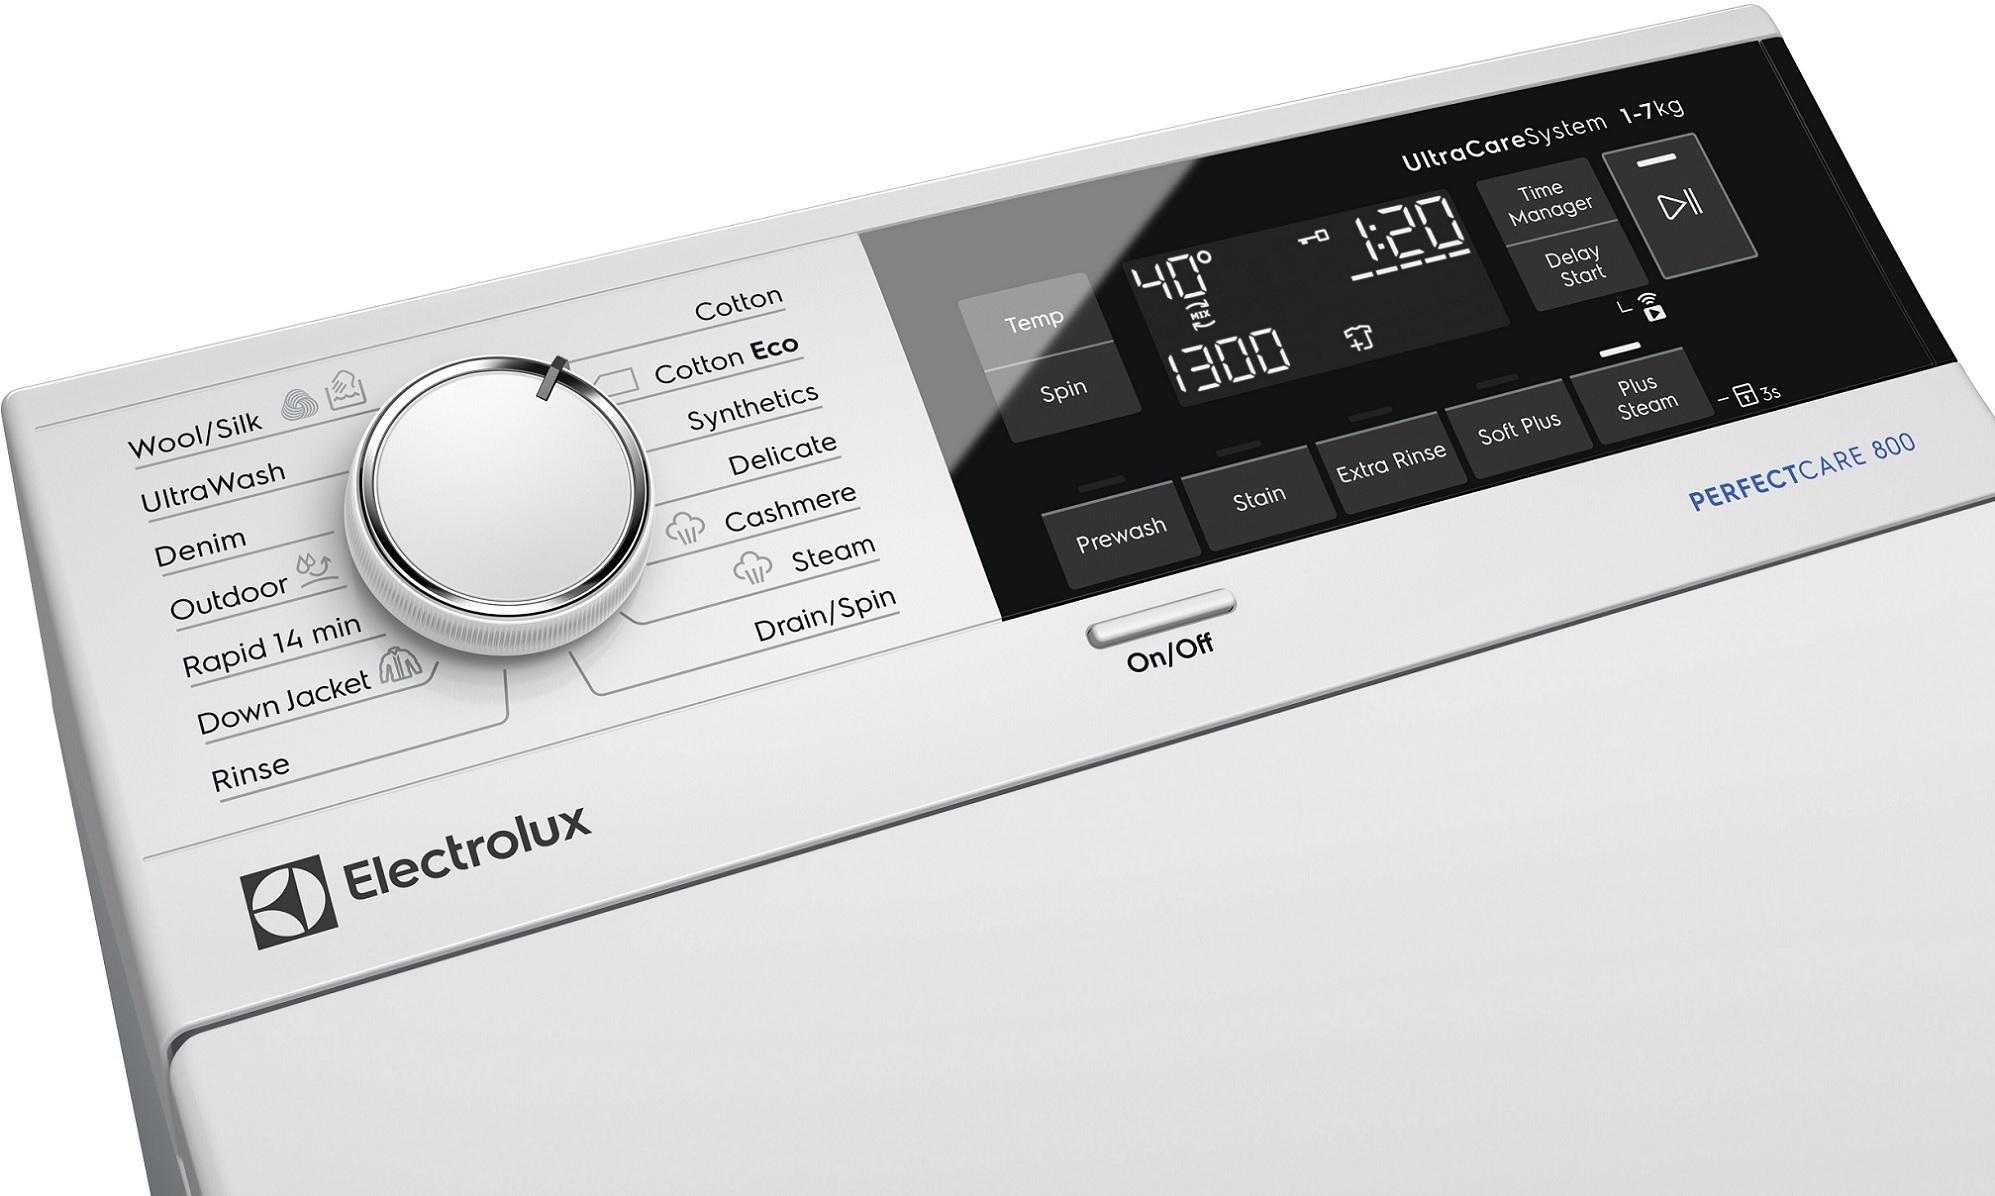 Wool/Silk
UltraWash
Denim
Outdoor
Rapid 14 min
Down Jacket
Rinse
Cotton
Cotton Eco
Synthetics
Delicate
Cashmere
Steam
Drain/Spin
Electrolux
UltraCareSystem 1-7kg
Temp
Spin
40°
MIX
1300
1:20
Time
Manager
Delay
Start
Prewash
Stain
Extra Rinse
Soft Plus
Plus
Steam
3s
On/Off
PERFECTCARE 800